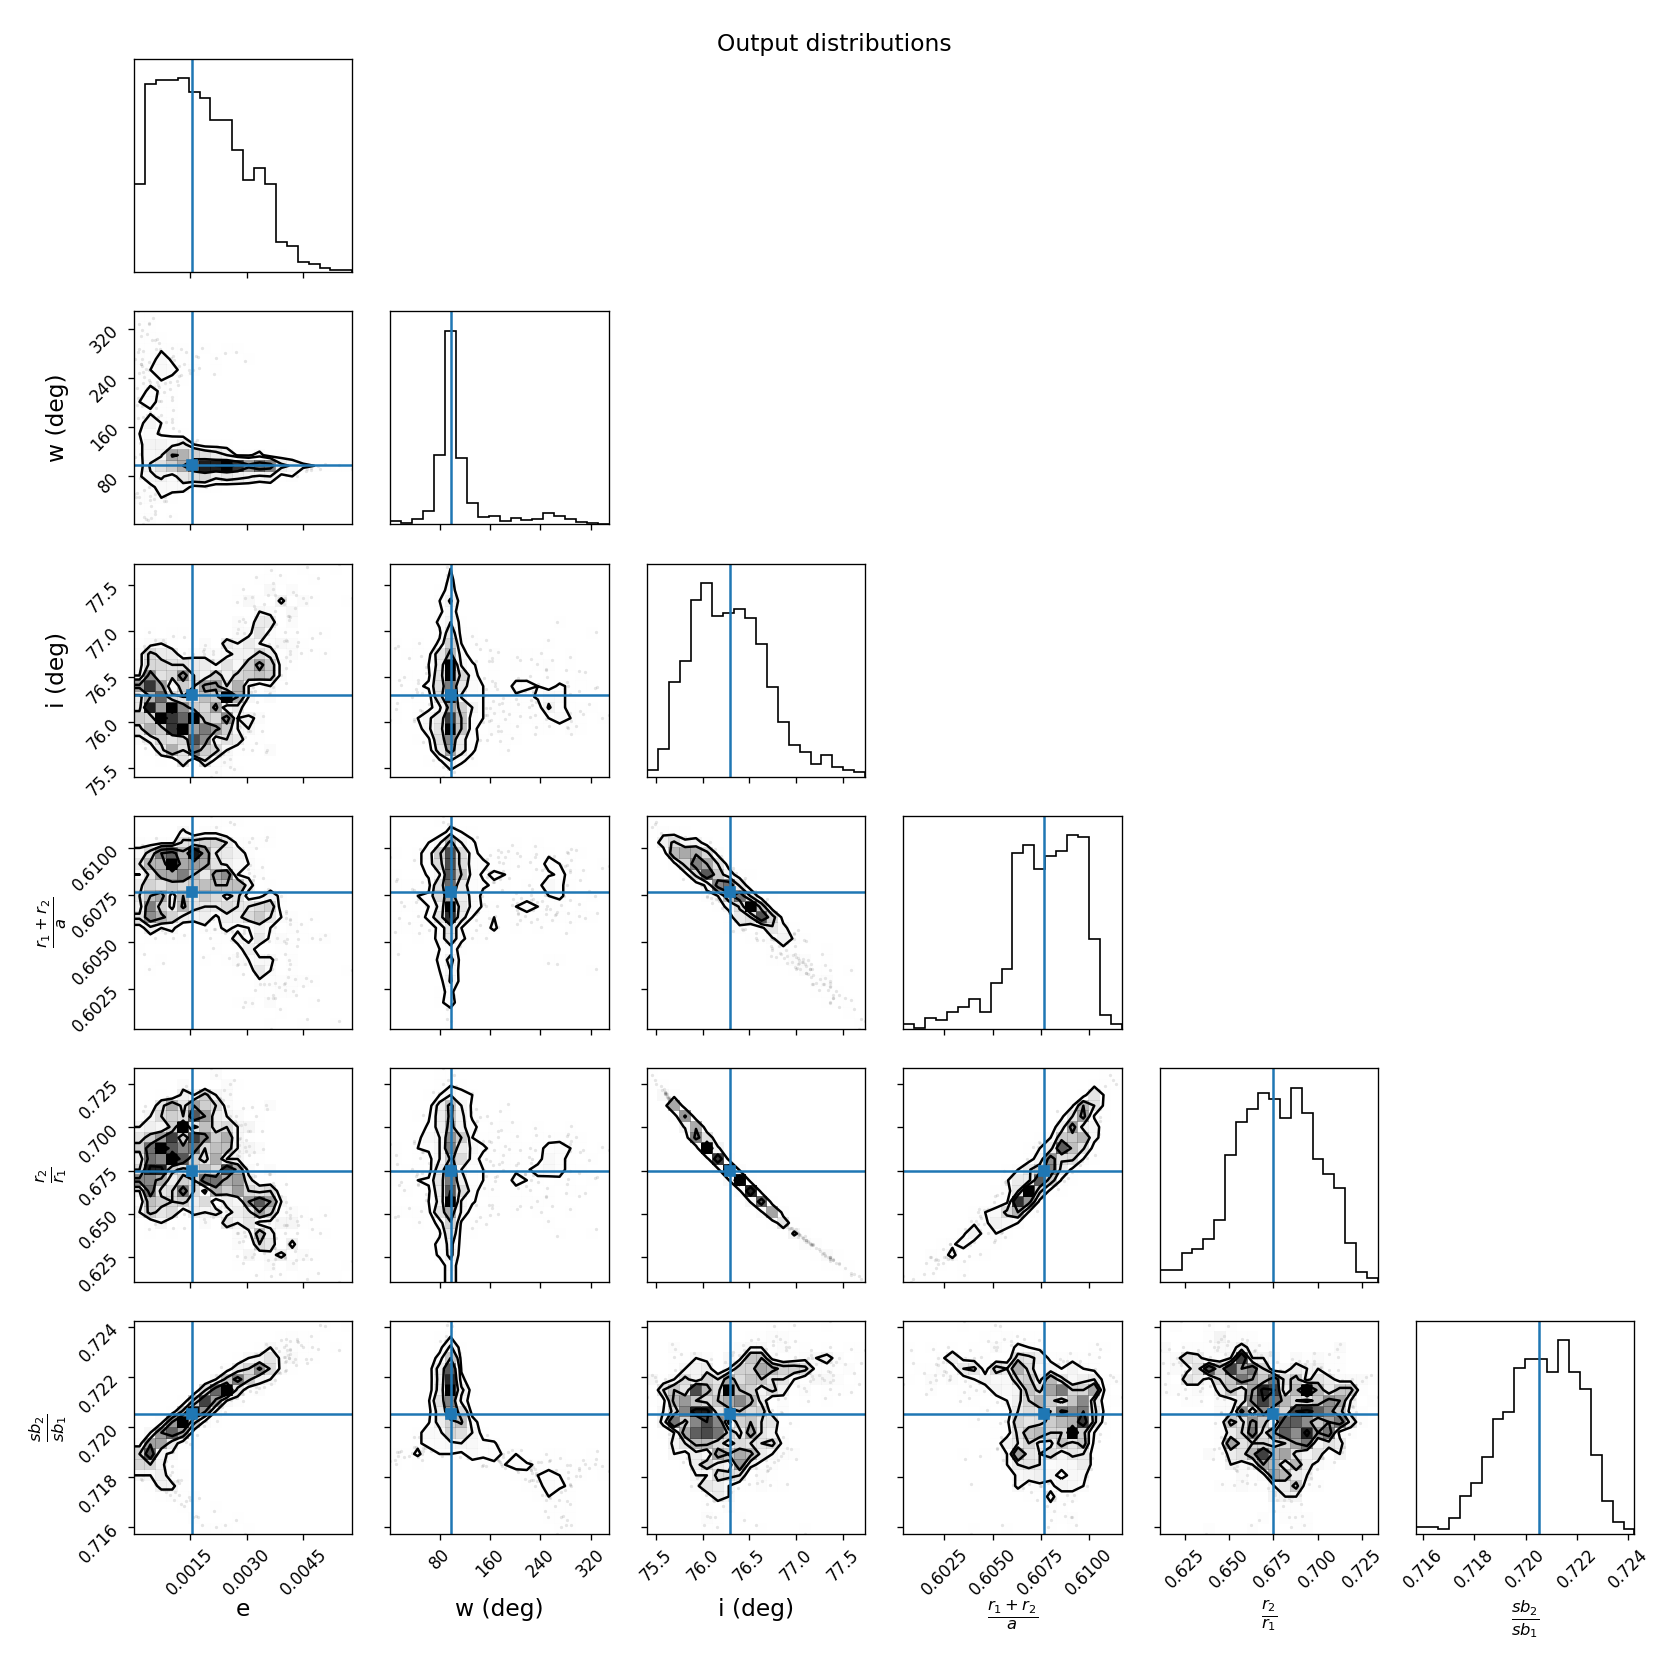 Output distributions
320
240
160
80
w (deg)
77.5
77.0
76.5
76.0
75.5
i (deg)
0.6100
0.6075
0.6050
0.6025
r₁ + r₂
a
0.725
0.700
0.675
0.650
0.625
r₂
r₁
0.724
0.722
0.720
0.718
0.716
sb₂
sb₁
0.0015 0.0030 0.0045
e
80 160 240 320
w (deg)
75.5 76.0 76.5 77.0 77.5
i (deg)
0.6025 0.6050 0.6075 0.6100
r₁ + r₂
a
0.625 0.650 0.675 0.700 0.725
r₂
r₁
0.716 0.718 0.720 0.722 0.724
sb₂
sb₁